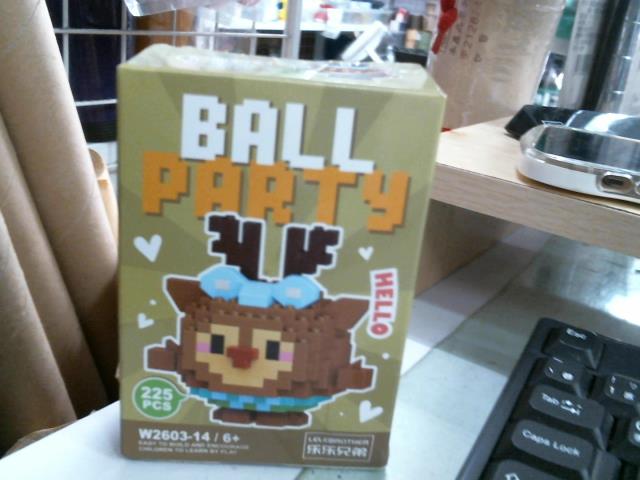 BALL
PARTY
HELLO
225
PCS
W2603-14 / 6+
EASY TO BUILD AND ENCOURAGE
CHILDREN TO LEARN BY PLAY
LELEBROTHER
乐乐兄弟
Esc
Tab
Caps Lock